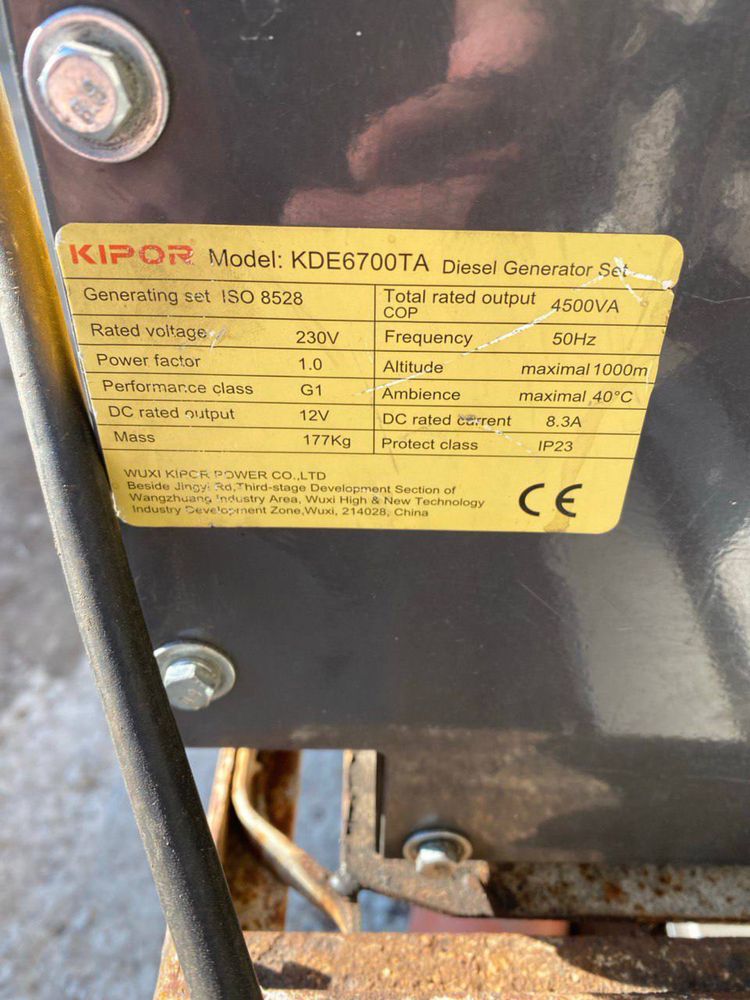 KIPOR Model: KDE6700TA Diesel Generator Set
Generating set ISO 8528
Total rated output COP 4500VA
Rated voltage 230V
Frequency 50Hz
Power factor 1.0
Altitude maximal 1000m
Performance class G1
Ambience maximal 40°C
DC rated output 12V
DC rated current 8.3A
Mass 177Kg
Protect class IP23
WUXI KIPOR POWER CO.,LTD
Beside Jingyi Rd,Third-stage Development Section of
Wangzhuang Industry Area, Wuxi High & New Technology
Industry Development Zone,Wuxi, 214028, China
CE